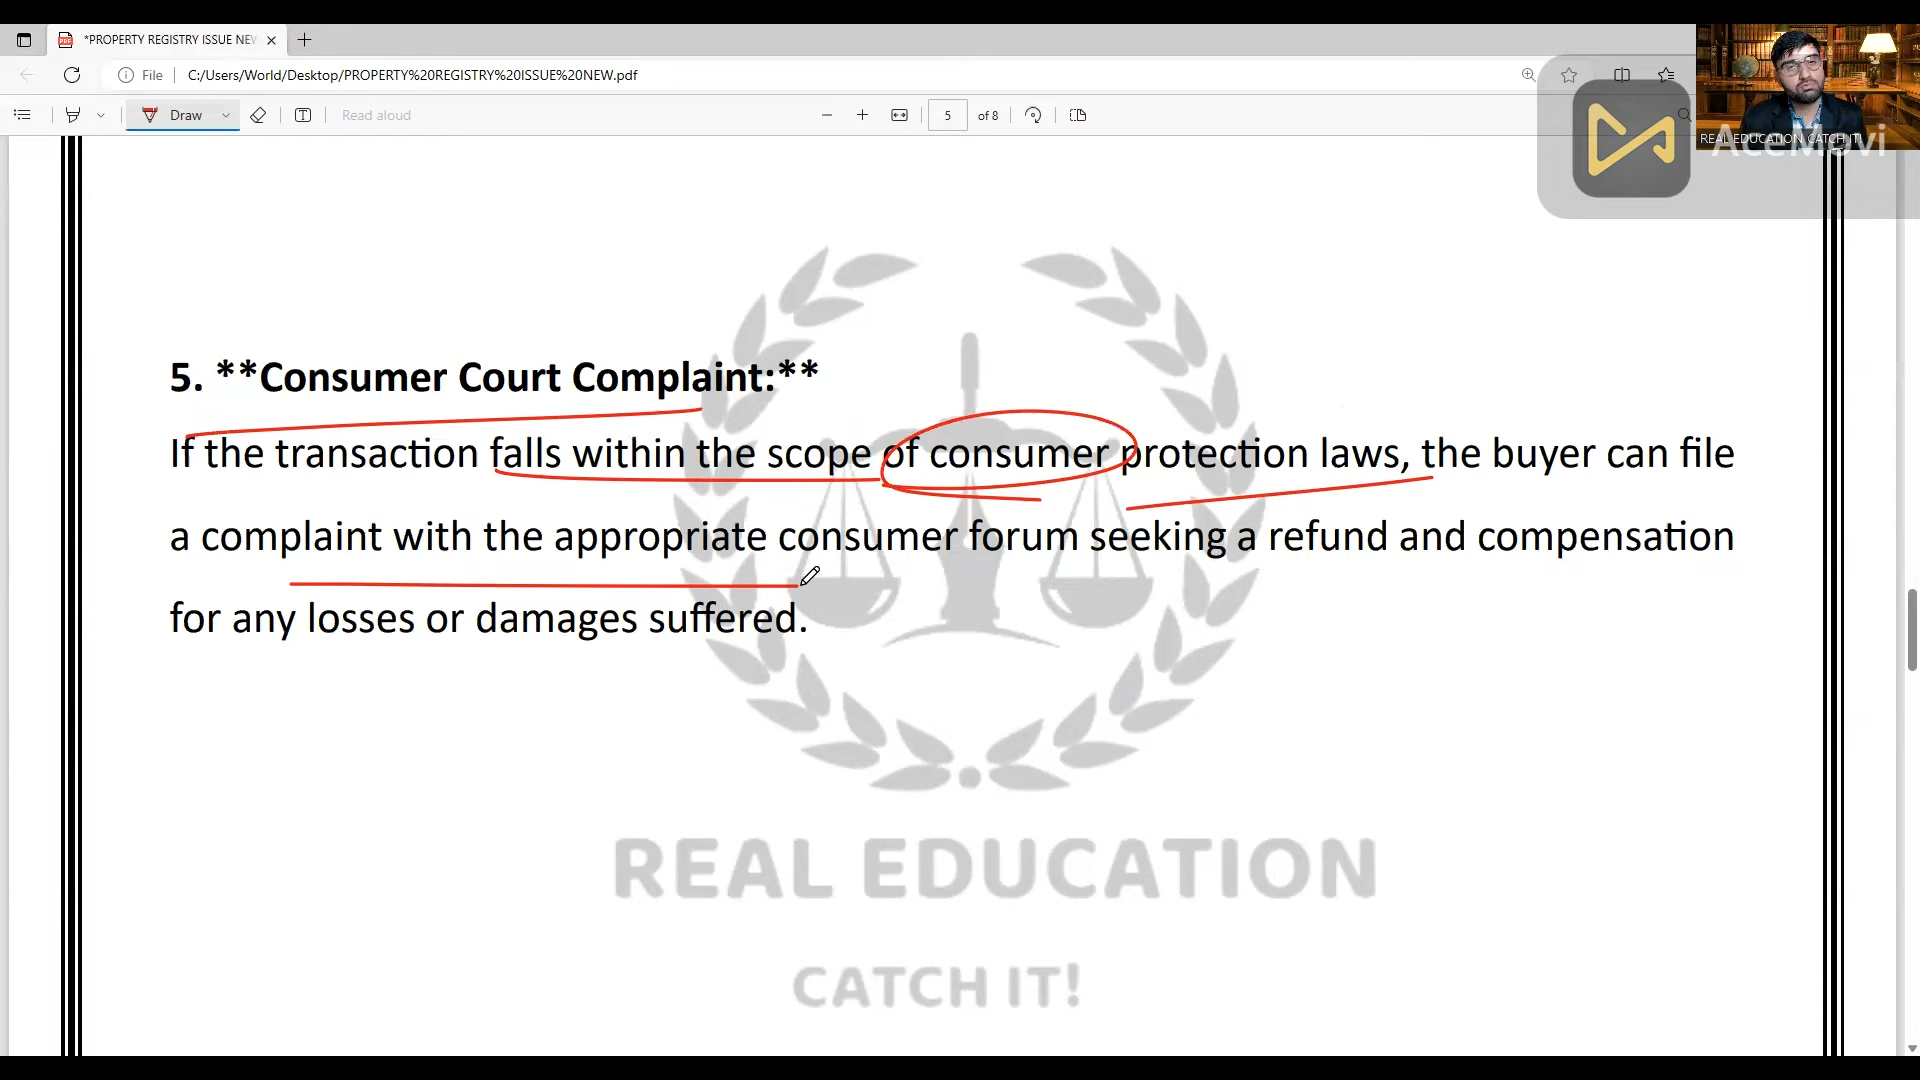 *PROPERTY REGISTRY ISSUE NEW
File
C:/Users/World/Desktop/PROPERTY%20REGISTRY%20ISSUE%20NEW.pdf
Draw
Read aloud
5
of 8
REAL EDUCATION CATCH IT!
AceMovi
5. **Consumer Court Complaint:**
If the transaction falls within the scope of consumer protection laws, the buyer can file
a complaint with the appropriate consumer forum seeking a refund and compensation
for any losses or damages suffered.
REAL EDUCATION
CATCH IT!